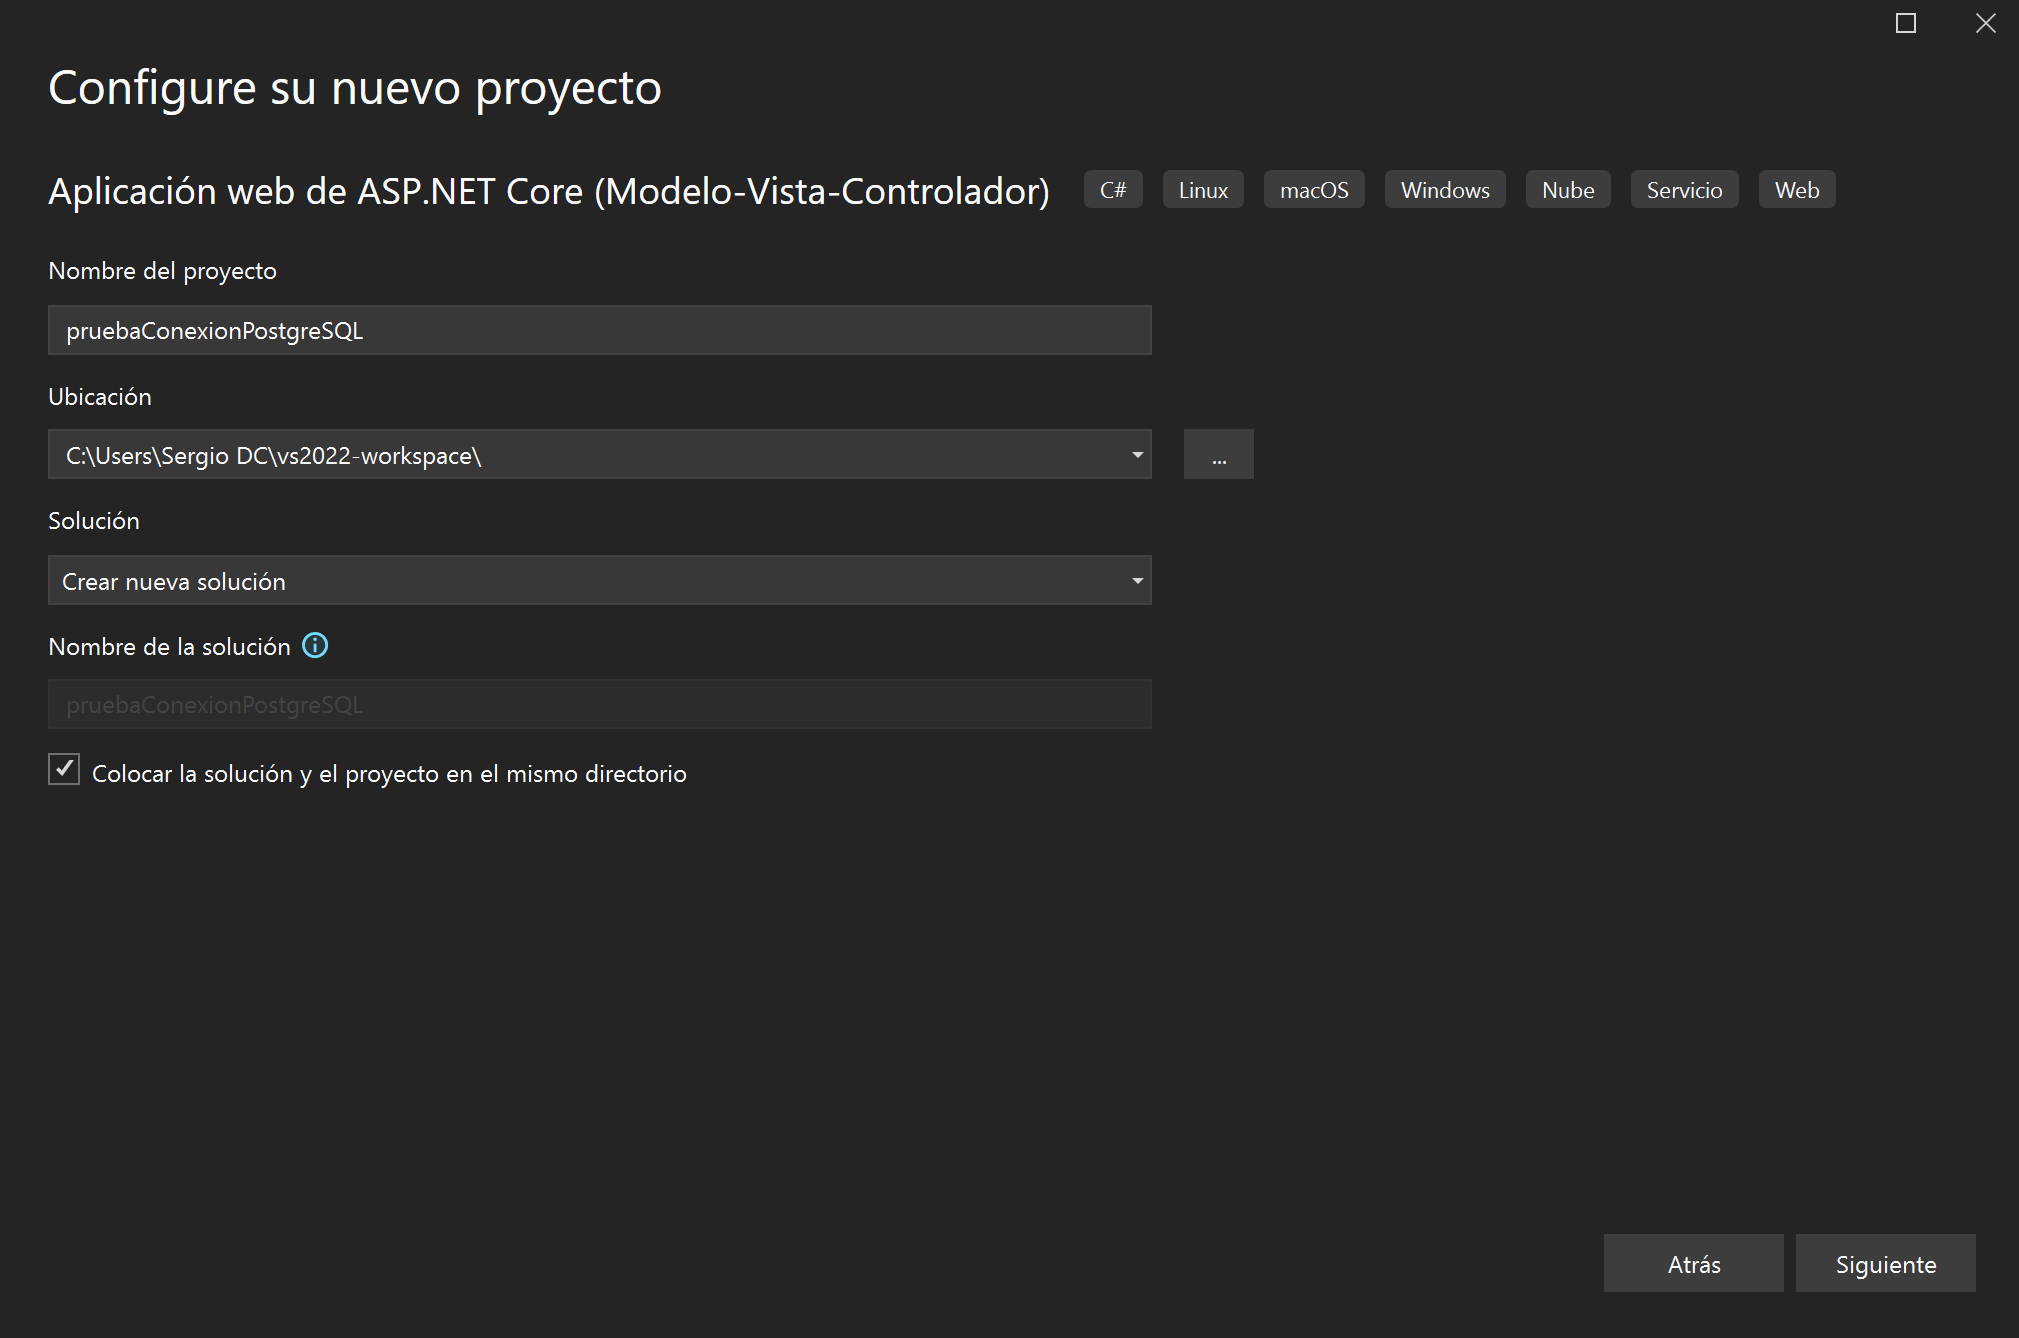 Configure su nuevo proyecto
Aplicación web de ASP.NET Core (Modelo-Vista-Controlador) C# Linux macOS Windows Nube Servicio Web
Nombre del proyecto
pruebaConexionPostgreSQL
Ubicación
C:\Users\Sergio DC\vs2022-workspace\
...
Solución
Crear nueva solución
Nombre de la solución
pruebaConexionPostgreSQL
Colocar la solución y el proyecto en el mismo directorio
Atrás Siguiente